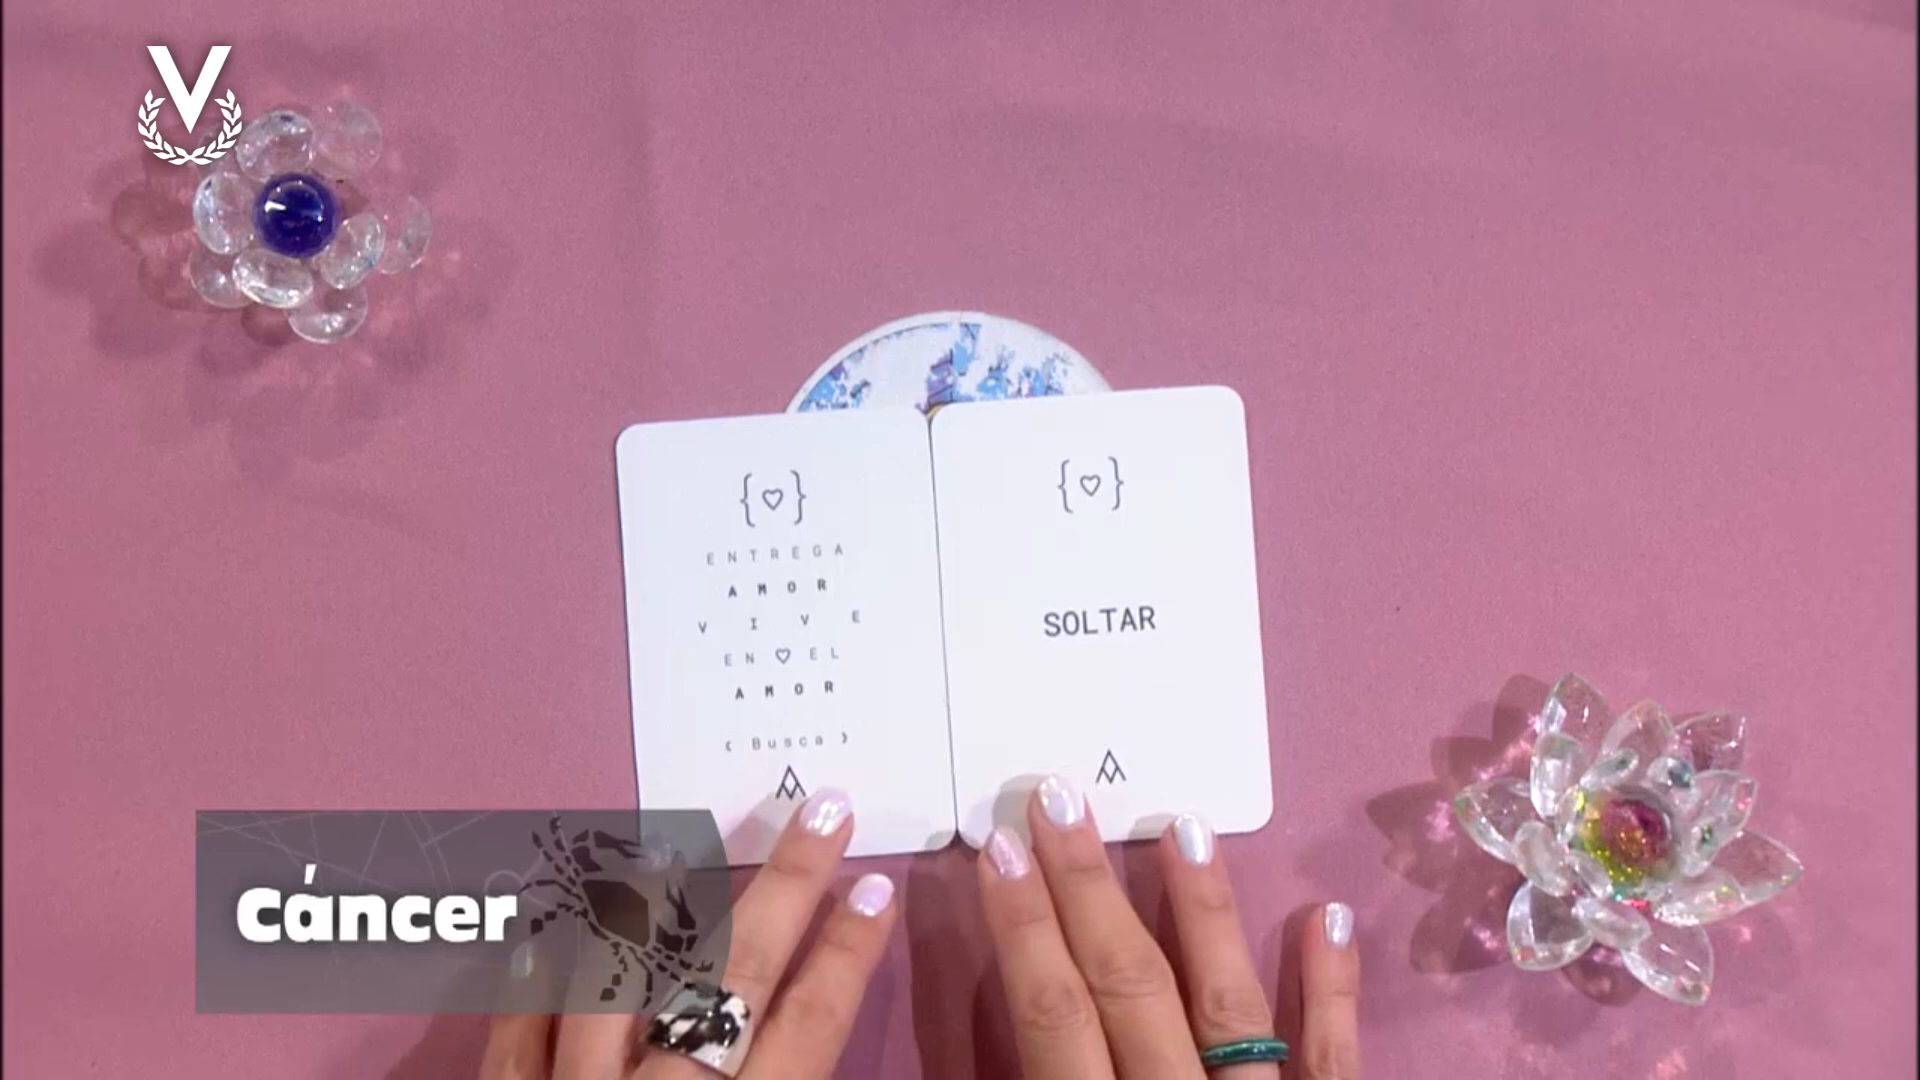 V
{♡}
ENTREGA
AMOR
VIVE
EN ♡ EL
AMOR
( Busca )
{♡}
SOLTAR
Cáncer